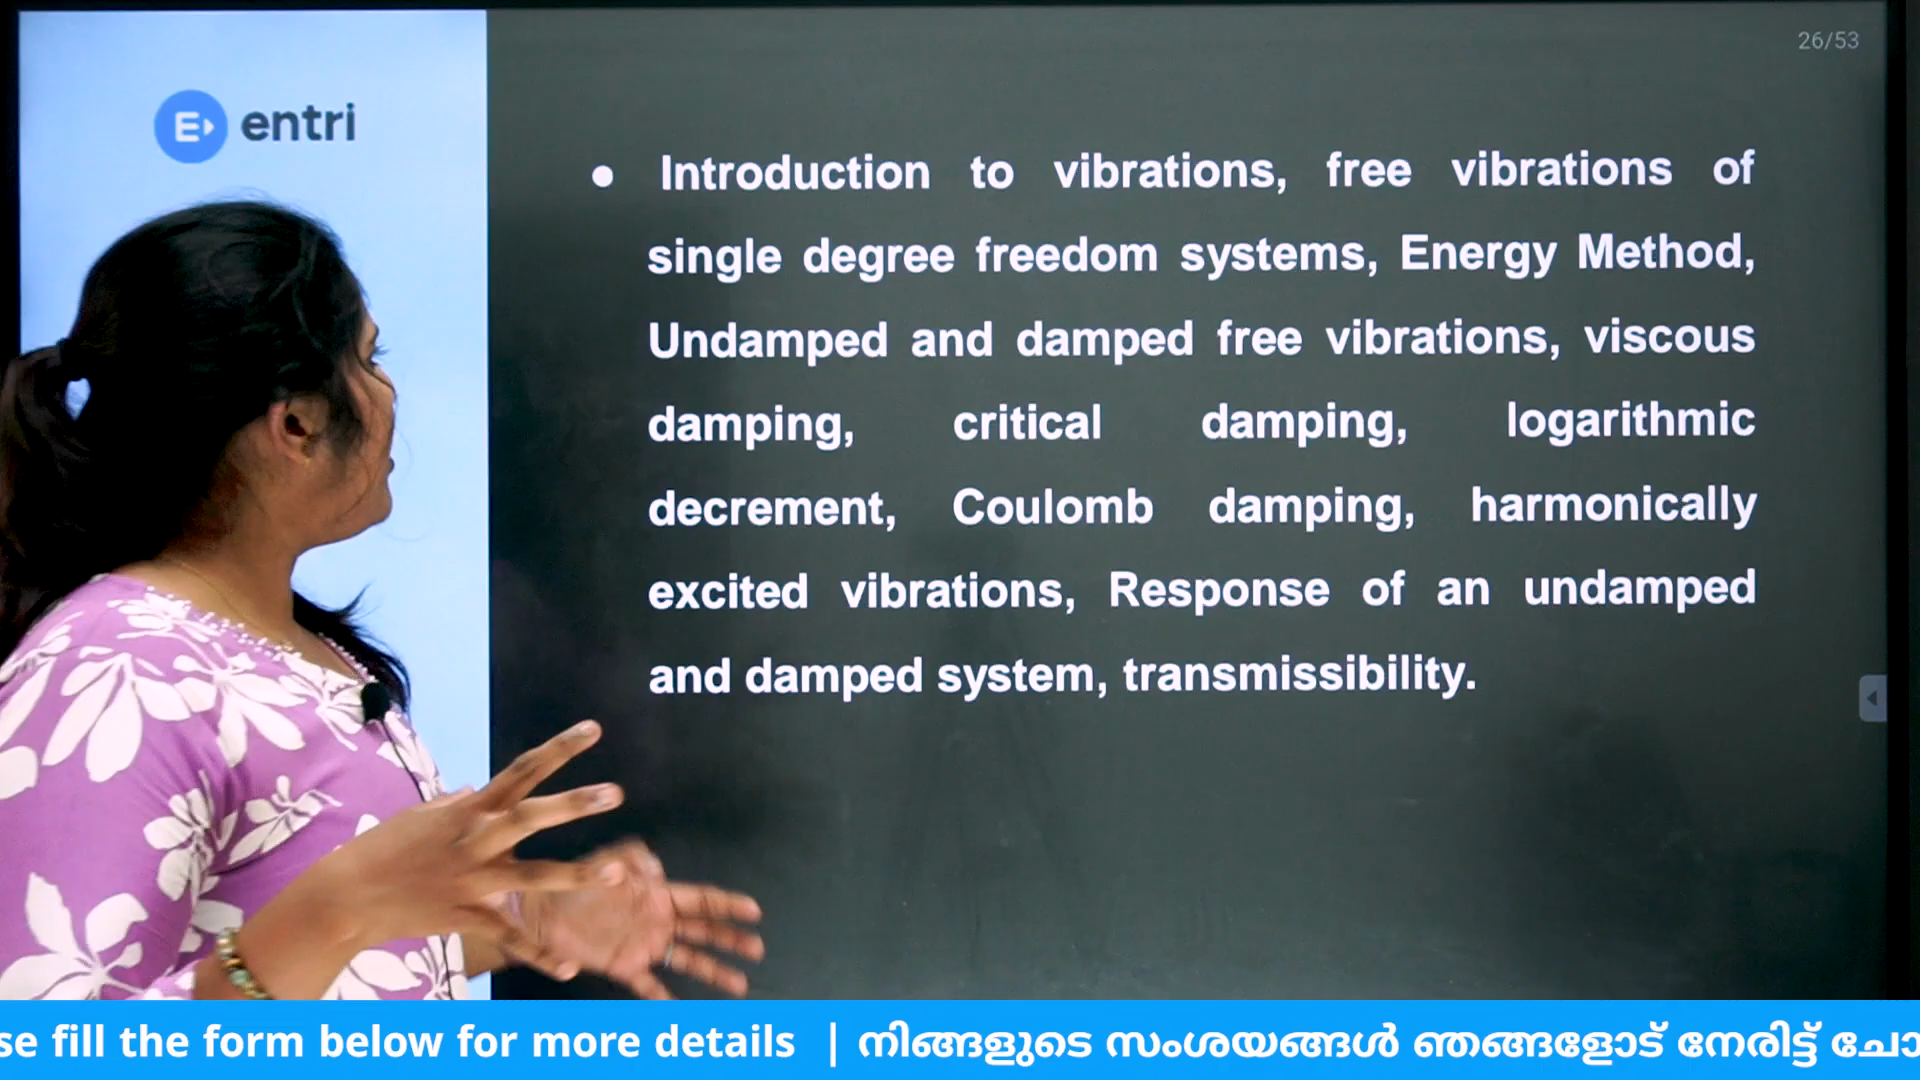 26/53
entri
● Introduction to vibrations, free vibrations of
single degree freedom systems, Energy Method,
Undamped and damped free vibrations, viscous
damping, critical damping, logarithmic
decrement, Coulomb damping, harmonically
excited vibrations, Response of an undamped
and damped system, transmissibility.
se fill the form below for more details | നിങ്ങളുടെ സംശയങ്ങൾ ഞങ്ങളോട് നേരിട്ട് ചോ